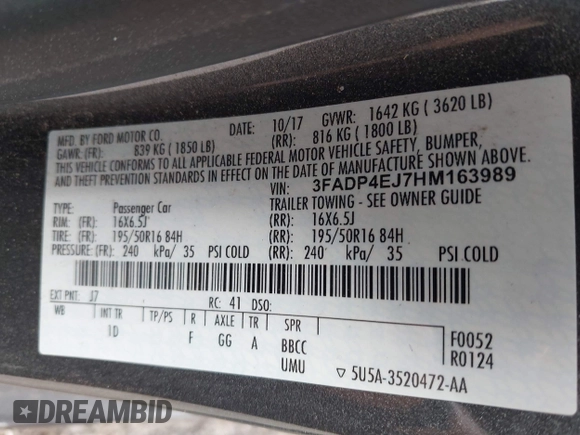 MFD. BY FORD MOTOR CO.
DATE: 10/17 GVWR: 1642 KG ( 3620 LB)
GAWR: (FR): 839 KG ( 1850 LB) (RR): 816 KG ( 1800 LB)
THIS VEHICLE CONFORMS TO ALL APPLICABLE FEDERAL MOTOR VEHICLE SAFETY, BUMPER,
AND THEFT PREVENTION STANDARDS IN EFFECT ON THE DATE OF MANUFACTURE SHOWN ABOVE.
VIN: 3FADP4EJ7HM163989
TYPE: Passenger Car TRAILER TOWING - SEE OWNER GUIDE
RIM: (FR): 16X6.5J (RR): 16X6.5J
TIRE: (FR): 195/50R16 84H (RR): 195/50R16 84H
PRESSURE: (FR): 240 kPa/ 35 PSI COLD (RR): 240 kPa/ 35 PSI COLD
EXT PNT: J7 RC: 41 DSO:
WB INT TR TP/PS R AXLE TR SPR
1D F GG A BBCC
UMU
F0052
R0124
▽ 5U5A-3520472-AA
DREAMBID